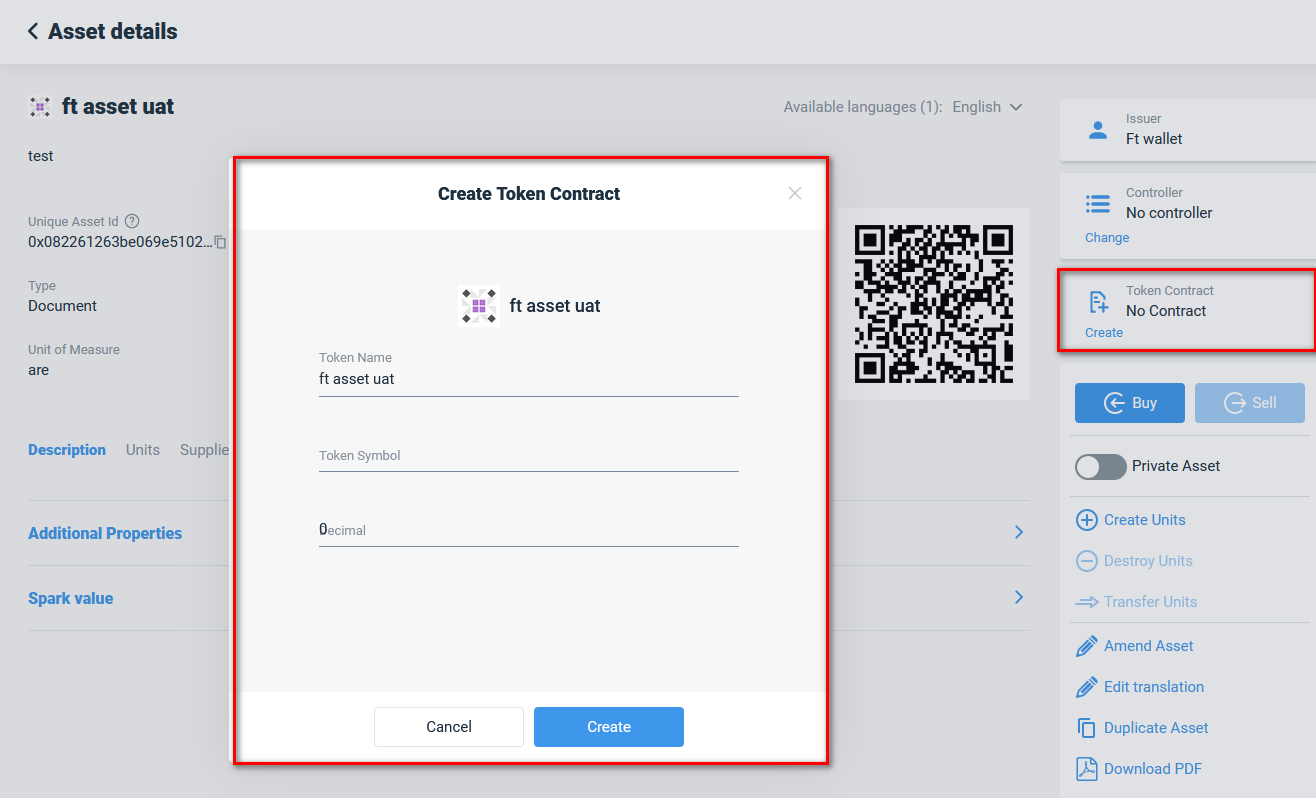 Asset details
ft asset uat
Available languages (1): English
test
Unique Asset Id ?
0x082261263be069e5102...
Type
Document
Unit of Measure
are
Description Units Supplie
Additional Properties
Spark value
Create Token Contract
ft asset uat
Token Name
ft asset uat
Token Symbol
0
Decimal
Cancel Create
Issuer
Ft wallet
Controller
No controller
Change
Token Contract
No Contract
Create
Buy Sell
Private Asset
Create Units
Destroy Units
Transfer Units
Amend Asset
Edit translation
Duplicate Asset
Download PDF